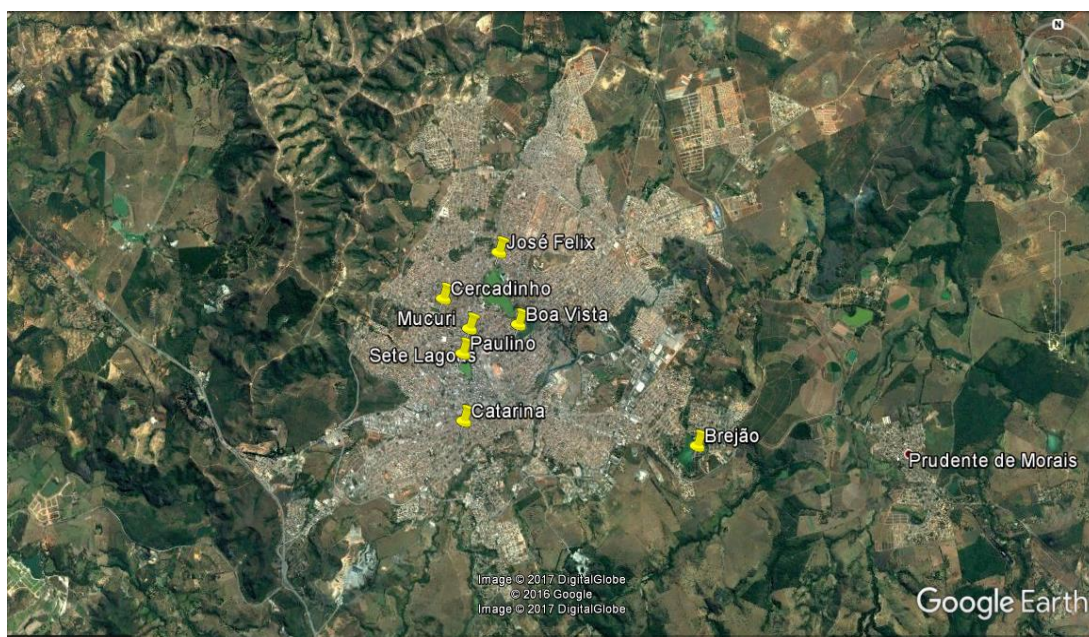 N
José Felix
Cercadinho
Mucuri
Boa Vista
Paulino
Sete Lagoas
Catarina
Brejão
Prudente de Morais
Image © 2017 DigitalGlobe
© 2016 Google
Image © 2017 DigitalGlobe
Google Earth